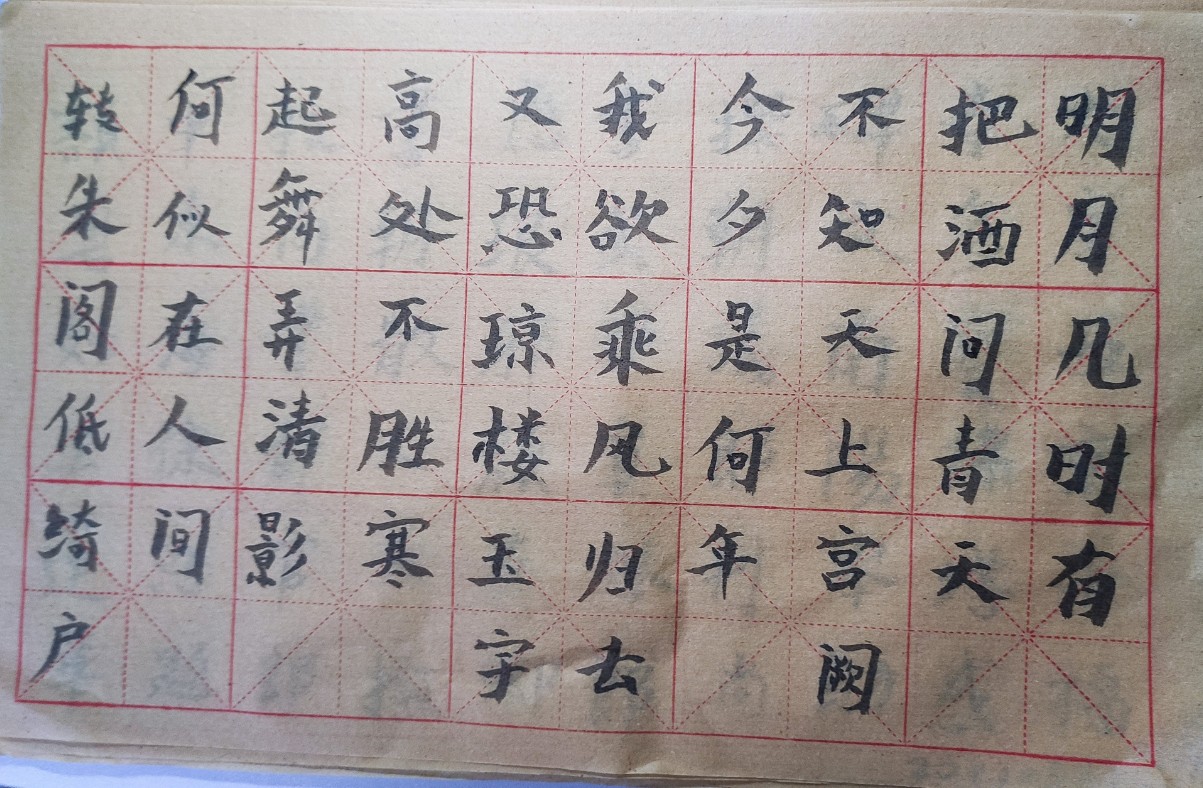 明月几时有
把酒问青天
不知天上宫阙
今夕是何年
我欲乘风归去
又恐琼楼玉宇
高处不胜寒
起舞弄清影
何似在人间
转朱阁低绮户